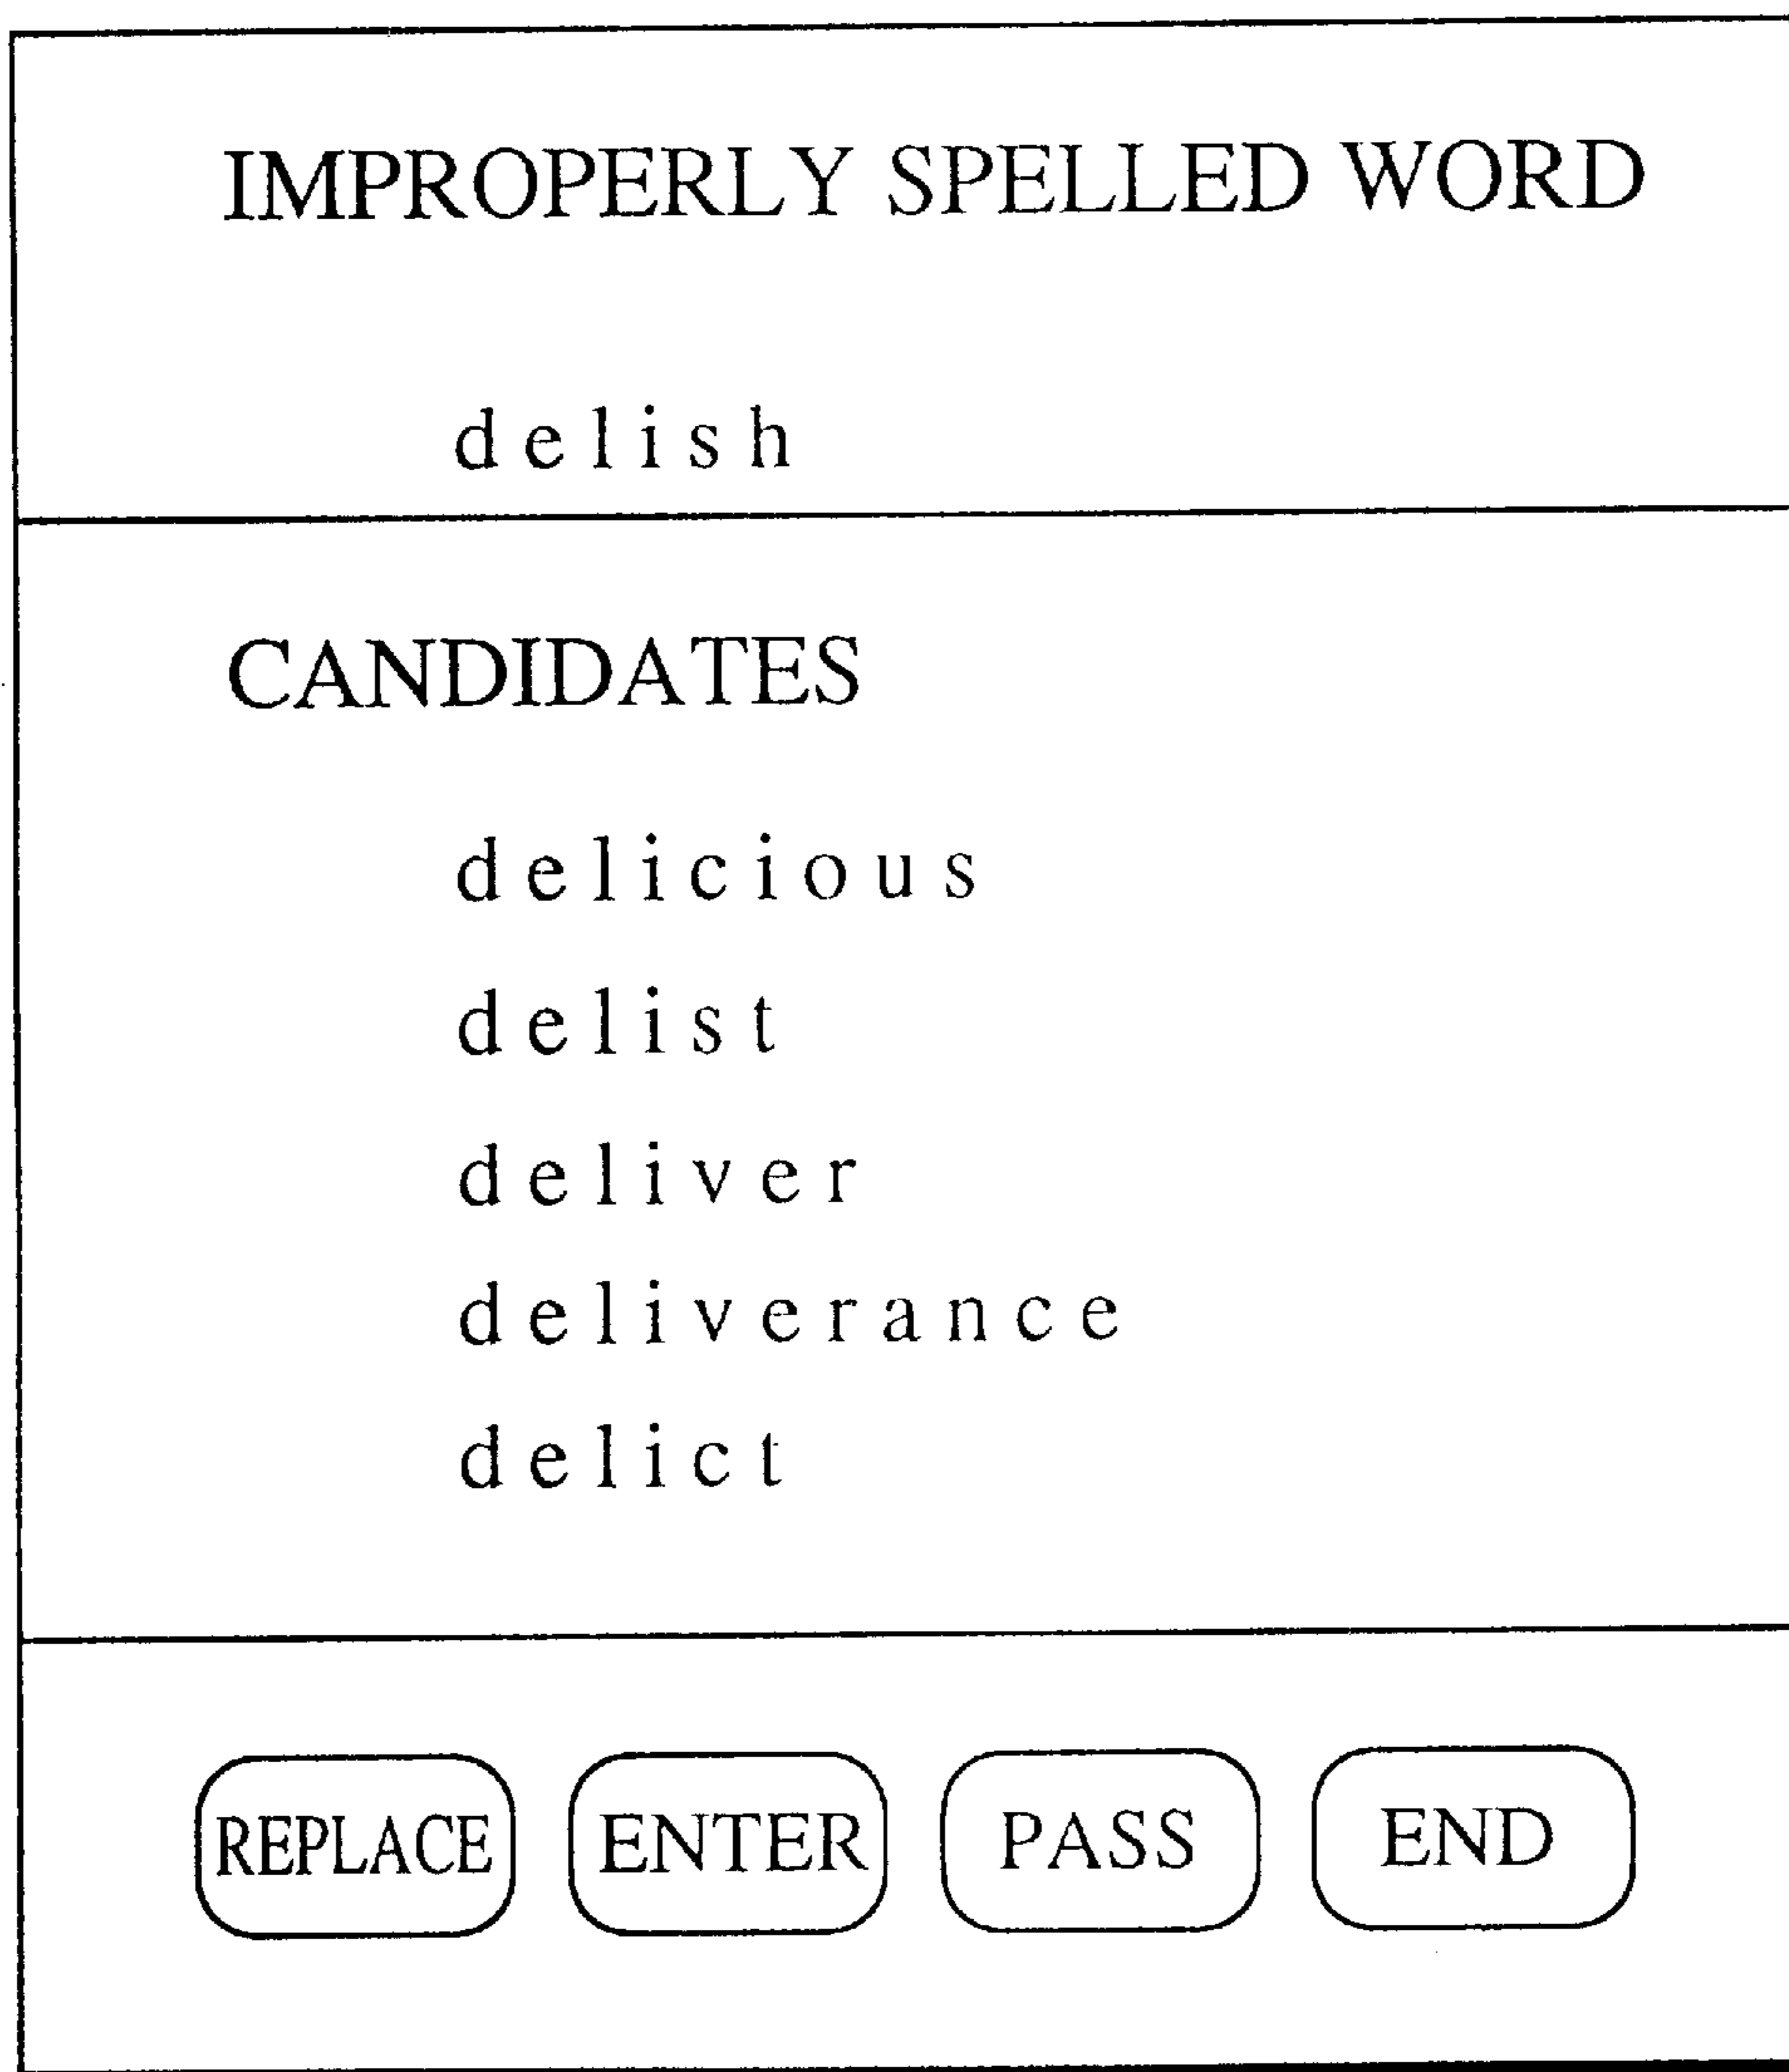 IMPROPERLY SPELLED WORD
delish
CANDIDATES
delicious
delist
deliver
deliverance
delict
REPLACE ENTER PASS END